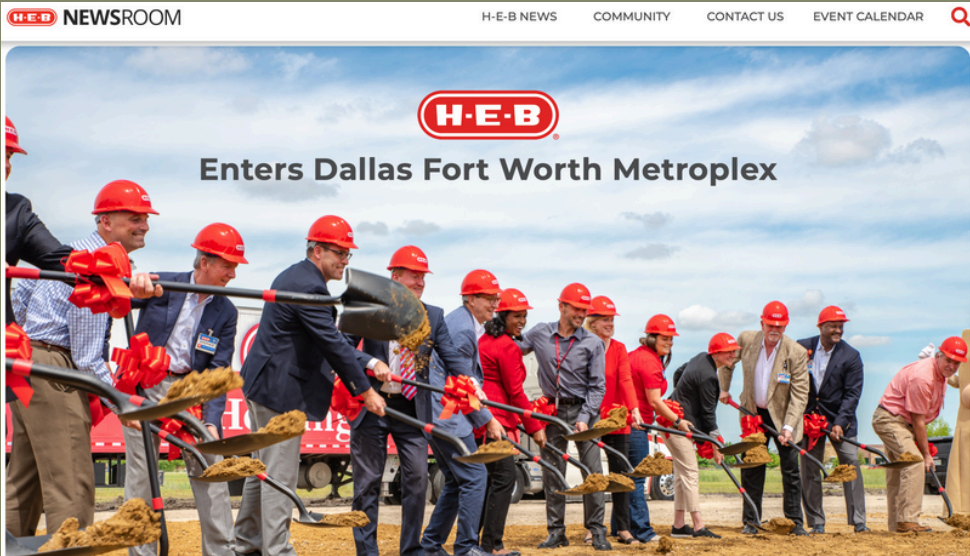 H-E-B NEWSROOM
H-E-B NEWS
COMMUNITY
CONTACT US
EVENT CALENDAR
H-E-B®
Enters Dallas Fort Worth Metroplex